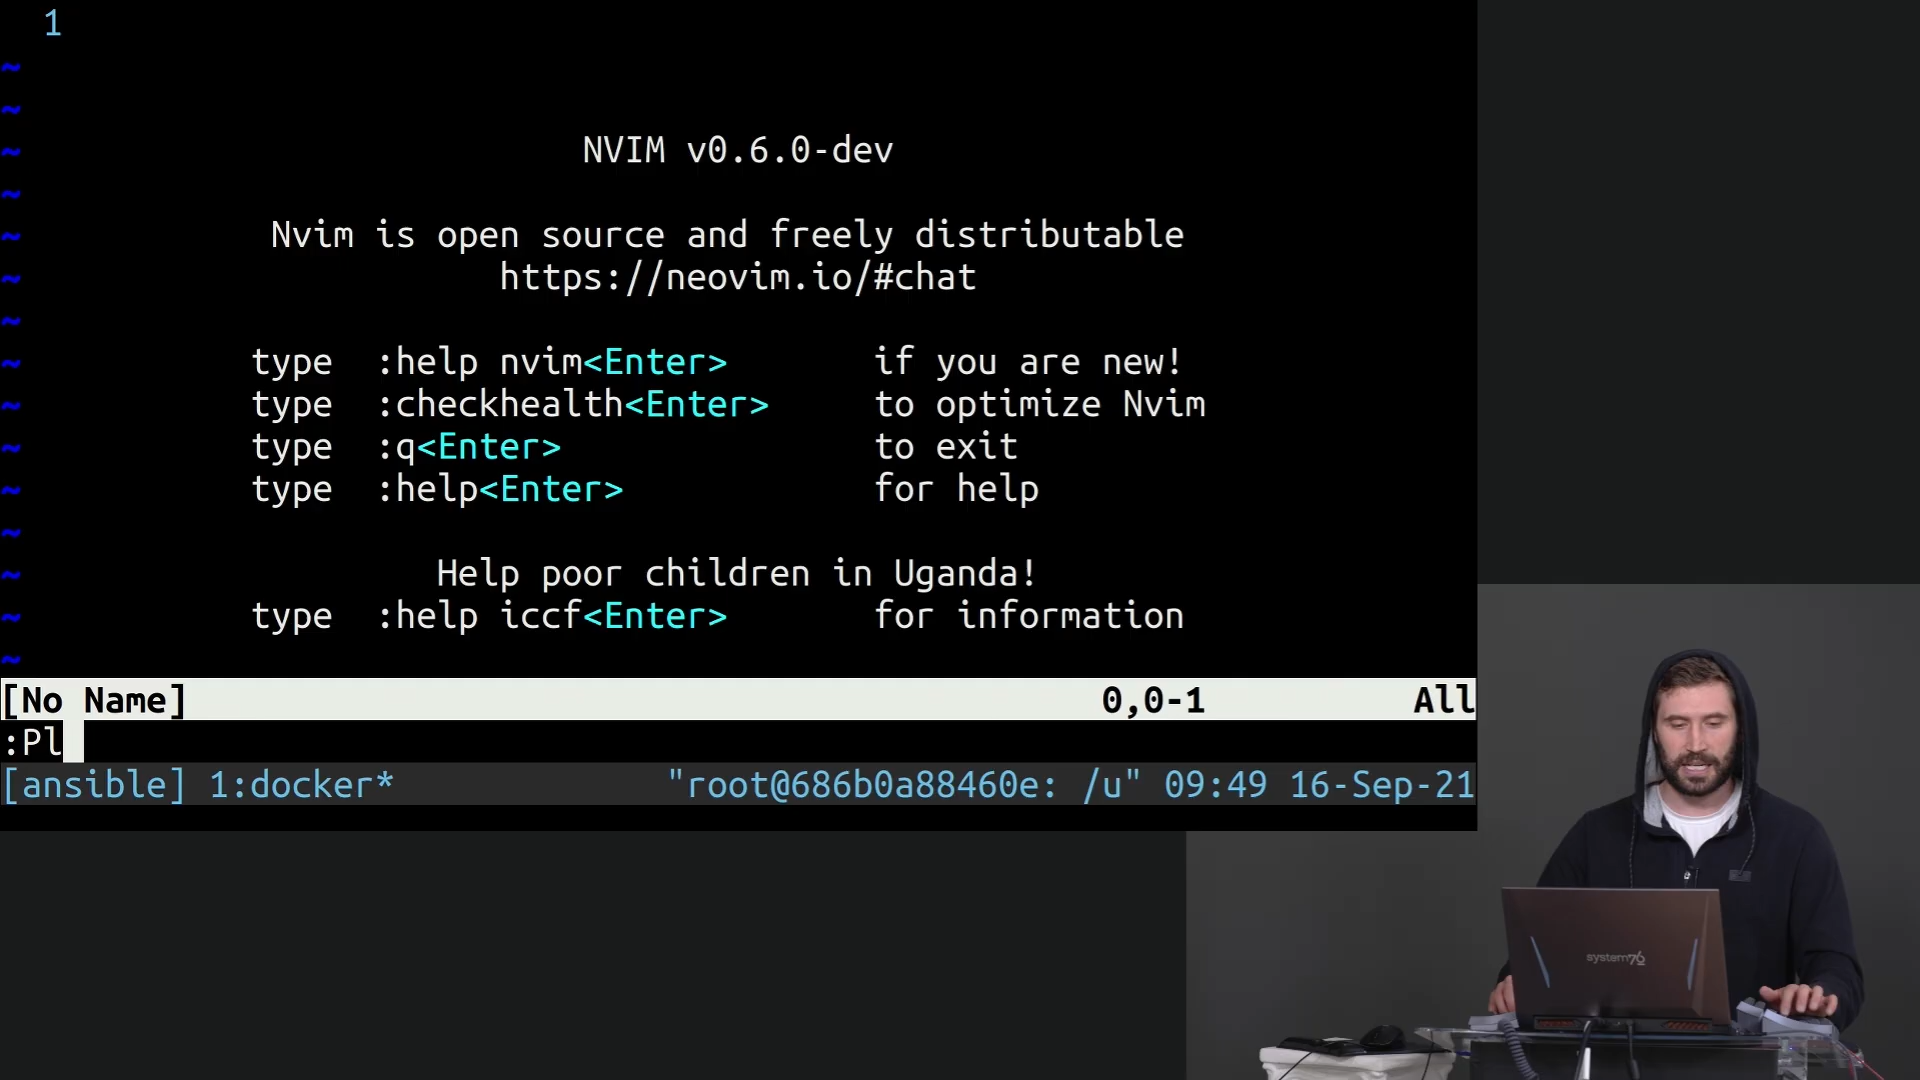 1
~
~
~ NVIM v0.6.0-dev
~
~ Nvim is open source and freely distributable
~ https://neovim.io/#chat
~
~ type :help nvim<Enter> if you are new!
~ type :checkhealth<Enter> to optimize Nvim
~ type :q<Enter> to exit
~ type :help<Enter> for help
~
~ Help poor children in Uganda!
~ type :help iccf<Enter> for information
~
[No Name] 0,0-1 All
:Pl
[ansible] 1:docker* "root@686b0a88460e: /u" 09:49 16-Sep-21
system76